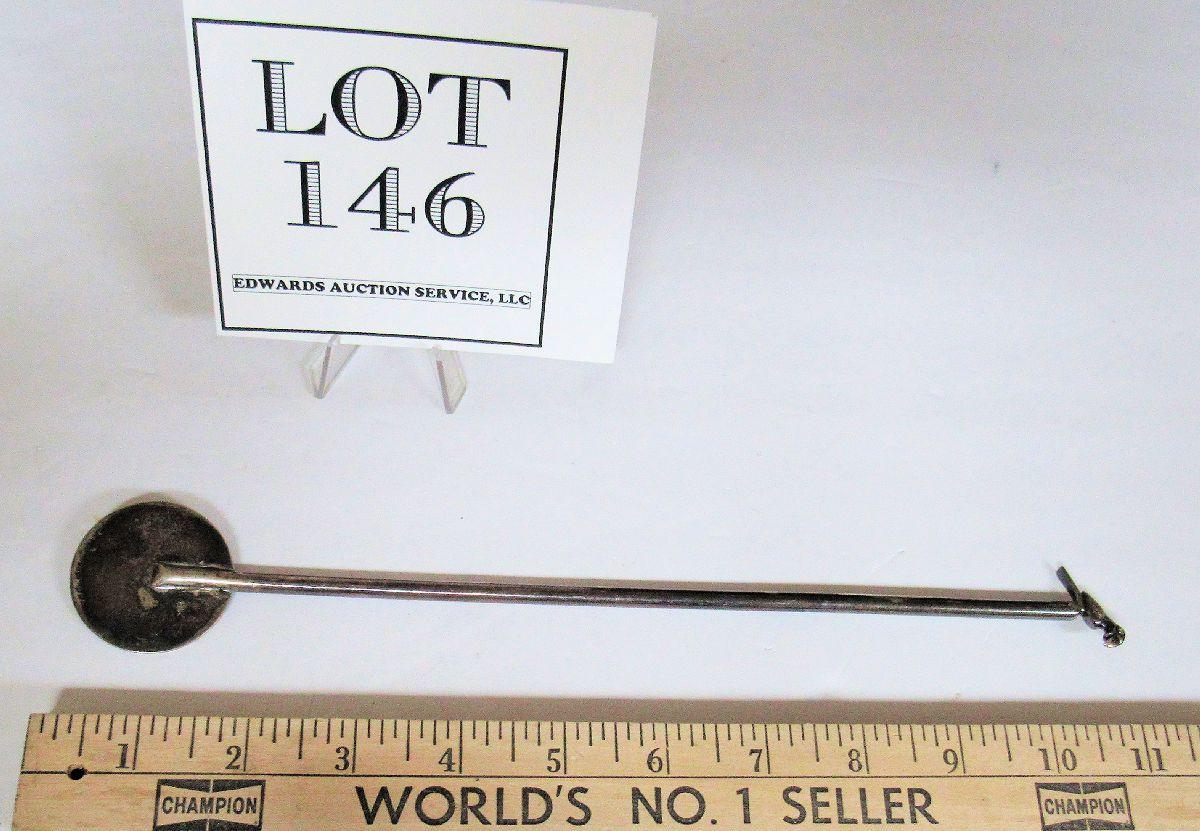 LOT
146
EDWARDS AUCTION SERVICE, LLC
1 2 3 4 5 6 7 8 9 10 11
CHAMPION WORLD'S NO. 1 SELLER CHAMPION